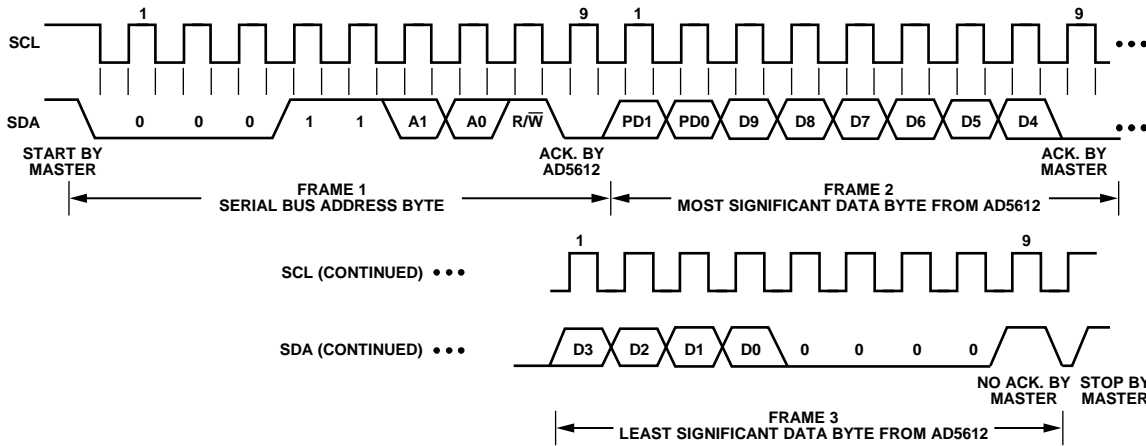 1 9 1 9
SCL
SDA 0 0 0 1 1 A1 A0 R/W̅ PD1 PD0 D9 D8 D7 D6 D5 D4
START BY
MASTER
ACK. BY
AD5612
ACK. BY
MASTER
FRAME 1
SERIAL BUS ADDRESS BYTE
FRAME 2
MOST SIGNIFICANT DATA BYTE FROM AD5612
1 9
SCL (CONTINUED)
SDA (CONTINUED) D3 D2 D1 D0 0 0 0 0
NO ACK. BY
MASTER
STOP BY
MASTER
FRAME 3
LEAST SIGNIFICANT DATA BYTE FROM AD5612